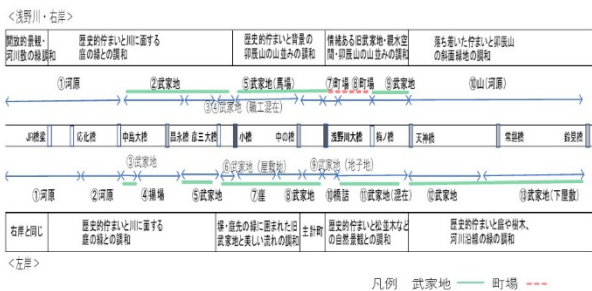 <浅野川・右岸>
開放的景観・
河川敷の緑調和
歴史的佇まいと川に面する
庭の緑との調和
歴史的佇まいと背景の
卯辰山の山並みの調和
情緒ある旧武家地・親水空
間・卯辰山の山並みの調和
落ち着いた佇まいと卯辰山
の斜面緑地の調和
①河原
②武家地
⑤武家地(馬場)
⑦町場
⑧町場
⑨武家地
⑩山(河原)
③④武家地(職工混在)
JR橋梁
応化橋
中島大橋
昌永橋
彦三大橋
小橋
中の橋
浅野川大橋
梅ノ橋
天神橋
常磐橋
鈴見橋
③武家地
⑥武家地(屋敷地)
⑨武家地(地子地)
①河原
②河原
④揚場
⑤武家地
⑦崖
⑧武家地
⑩橋詰
⑪武家地(混在)
⑫武家地
⑬武家地(下屋敷)
右岸と同じ
歴史的佇まいと川に面する
庭の緑との調和
塀・庭先の緑に囲まれた旧
武家地と美しい流れの調和
主計町
歴史的佇まいと松並木など
の自然景観との調和
歴史的佇まいと庭や樹木、
河川沿線の緑の調和
<左岸>
凡例 武家地 町場